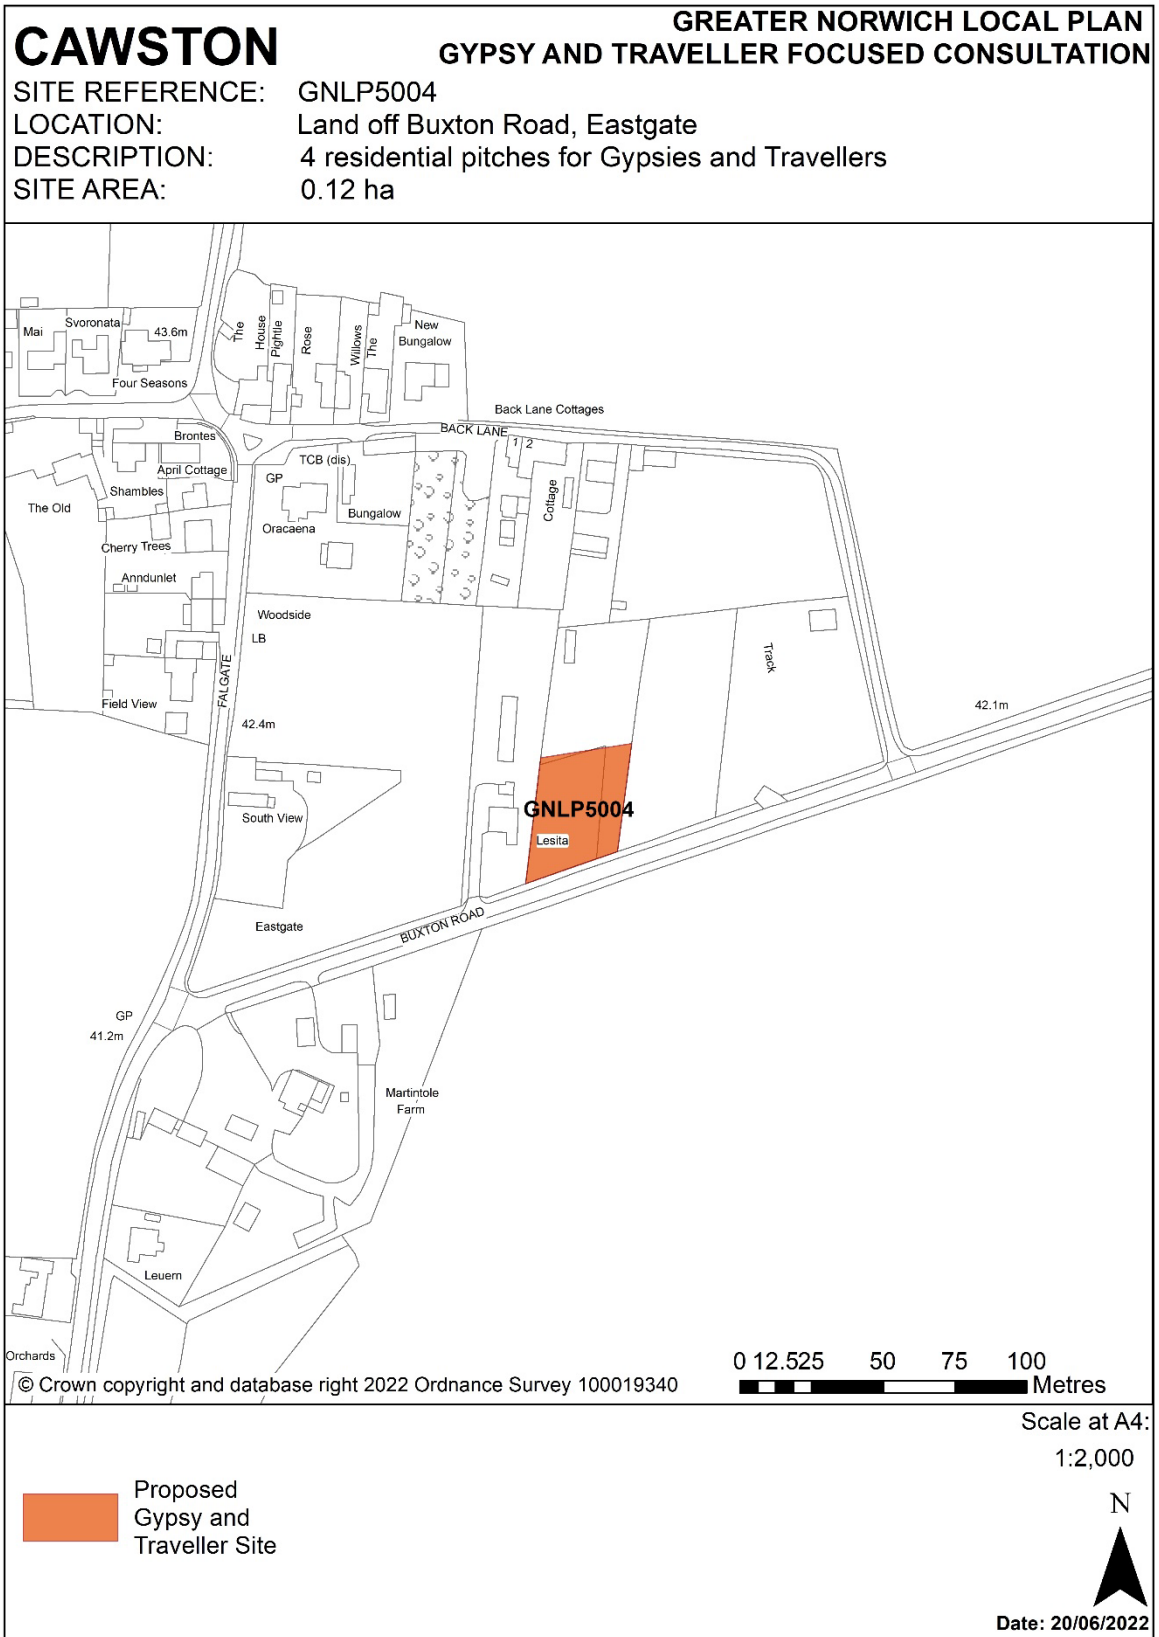 CAWSTON
GREATER NORWICH LOCAL PLAN
GYPSY AND TRAVELLER FOCUSED CONSULTATION
SITE REFERENCE: GNLP5004
LOCATION: Land off Buxton Road, Eastgate
DESCRIPTION: 4 residential pitches for Gypsies and Travellers
SITE AREA: 0.12 ha
Mai
Svoronata
43.6m
Four Seasons
The
House
Pightle
Rose
Willows
The
New
Bungalow
Back Lane Cottages
BACK LANE
1 2
Brontes
April Cottage
Shambles
The Old
Cherry Trees
Anndunlet
TCB (dis)
GP
Oracaena
Bungalow
Cottage
Woodside
LB
FALGATE
Field View
42.4m
Track
42.1m
South View
GNLP5004
Lesita
Eastgate
BUXTON ROAD
GP
41.2m
Martintole
Farm
Leuern
Orchards
© Crown copyright and database right 2022 Ordnance Survey 100019340
0 12.525 50 75 100
Metres
Scale at A4:
1:2,000
Proposed
Gypsy and
Traveller Site
N
Date: 20/06/2022